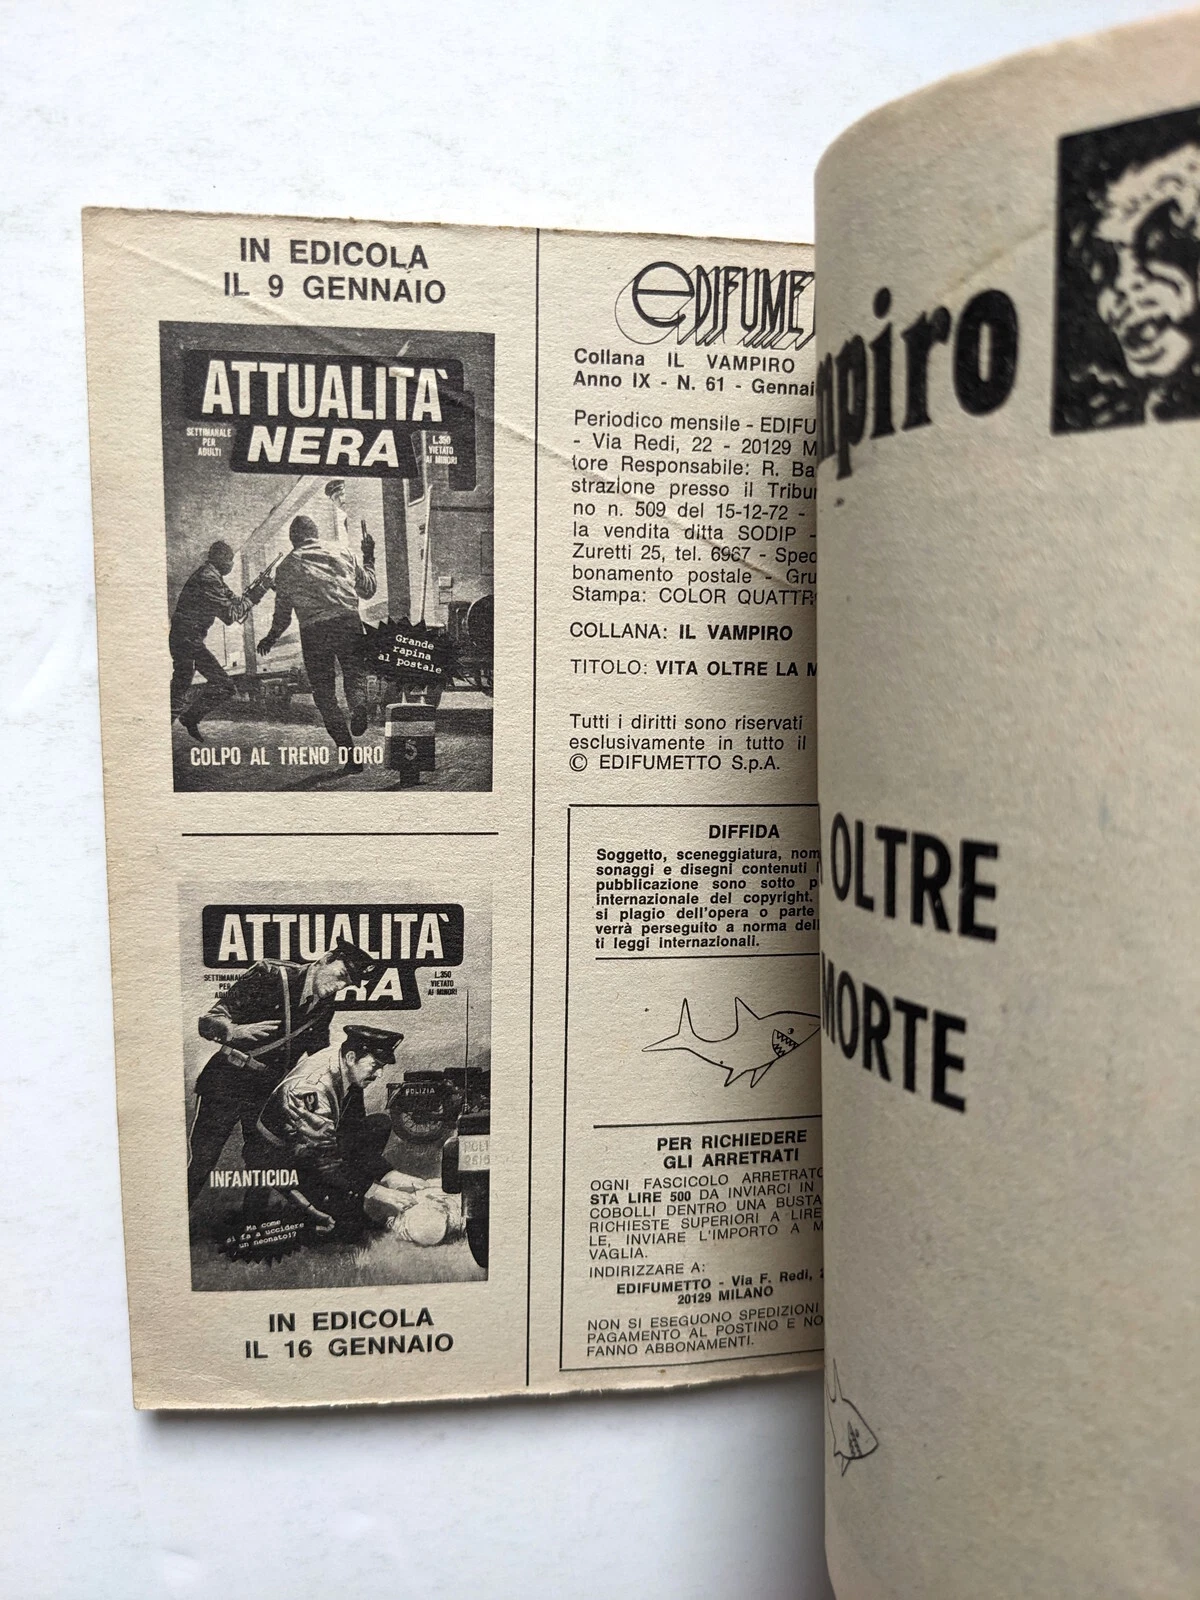 IN EDICOLA
IL 9 GENNAIO
ATTUALITA`
NERA
SETTIMANALE
PER
ADULTI
L.350
VIETATO
AI MINORI
Grande
rapina
al postale
5
COLPO AL TRENO D'ORO
ATTUALITA`
SETTIMANALE
PER
L.350
VIETATO
AI MINORI
POLIZIA
POLI
2616
INFANTICIDA
Ma come
si fa a uccidere
un neonato!?
IN EDICOLA
IL 16 GENNAIO
EDIFUMET
Collana IL VAMPIRO
Anno IX - N. 61 - Gennai
Periodico mensile - EDIFU
- Via Redi, 22 - 20129 M
tore Responsabile: R. Ba
strazione presso il Tribu
no n. 509 del 15-12-72 -
la vendita ditta SODIP -
Zuretti 25, tel. 6967 - Sped
bonamento postale - Gru
Stampa: COLOR QUATTR
COLLANA: IL VAMPIRO
TITOLO: VITA OLTRE LA M
Tutti i diritti sono riservati
esclusivamente in tutto il
© EDIFUMETTO S.p.A.
DIFFIDA
Soggetto, sceneggiatura, nom
sonaggi e disegni contenuti
pubblicazione sono sotto p
internazionale del copyright.
si plagio dell'opera o parte
verrà perseguito a norma del
ti leggi internazionali.
PER RICHIEDERE
GLI ARRETRATI
OGNI FASCICOLO ARRETRATO
STA LIRE 500 DA INVIARCI IN
COBOLLI DENTRO UNA BUSTA
RICHIESTE SUPERIORI A LIRE
LE, INVIARE L'IMPORTO A M
VAGLIA.
INDIRIZZARE A:
EDIFUMETTO - Via F. Redi,
20129 MILANO
NON SI ESEGUONO SPEDIZIONI
PAGAMENTO AL POSTINO E NO
FANNO ABBONAMENTI.
mpiro
OLTRE
MORTE